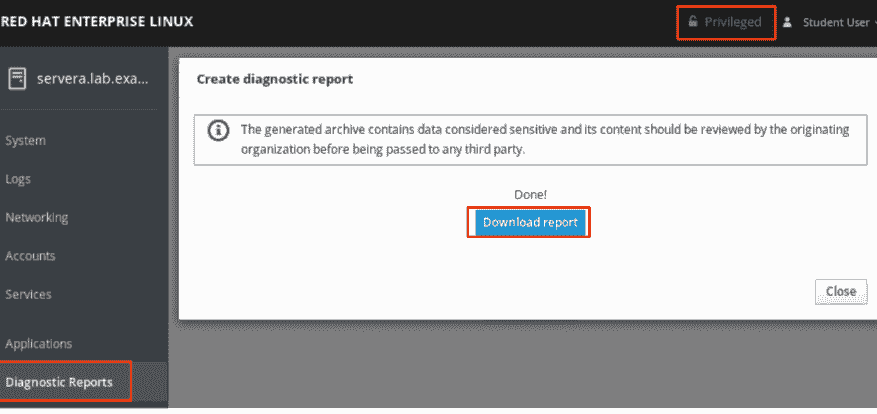 RED HAT ENTERPRISE LINUX
Privileged
Student User
servera.lab.exa...
Create diagnostic report
The generated archive contains data considered sensitive and its content should be reviewed by the originating
organization before being passed to any third party.
System
Logs
Done!
Networking
Download report
Accounts
Services
Close
Applications
Diagnostic Reports